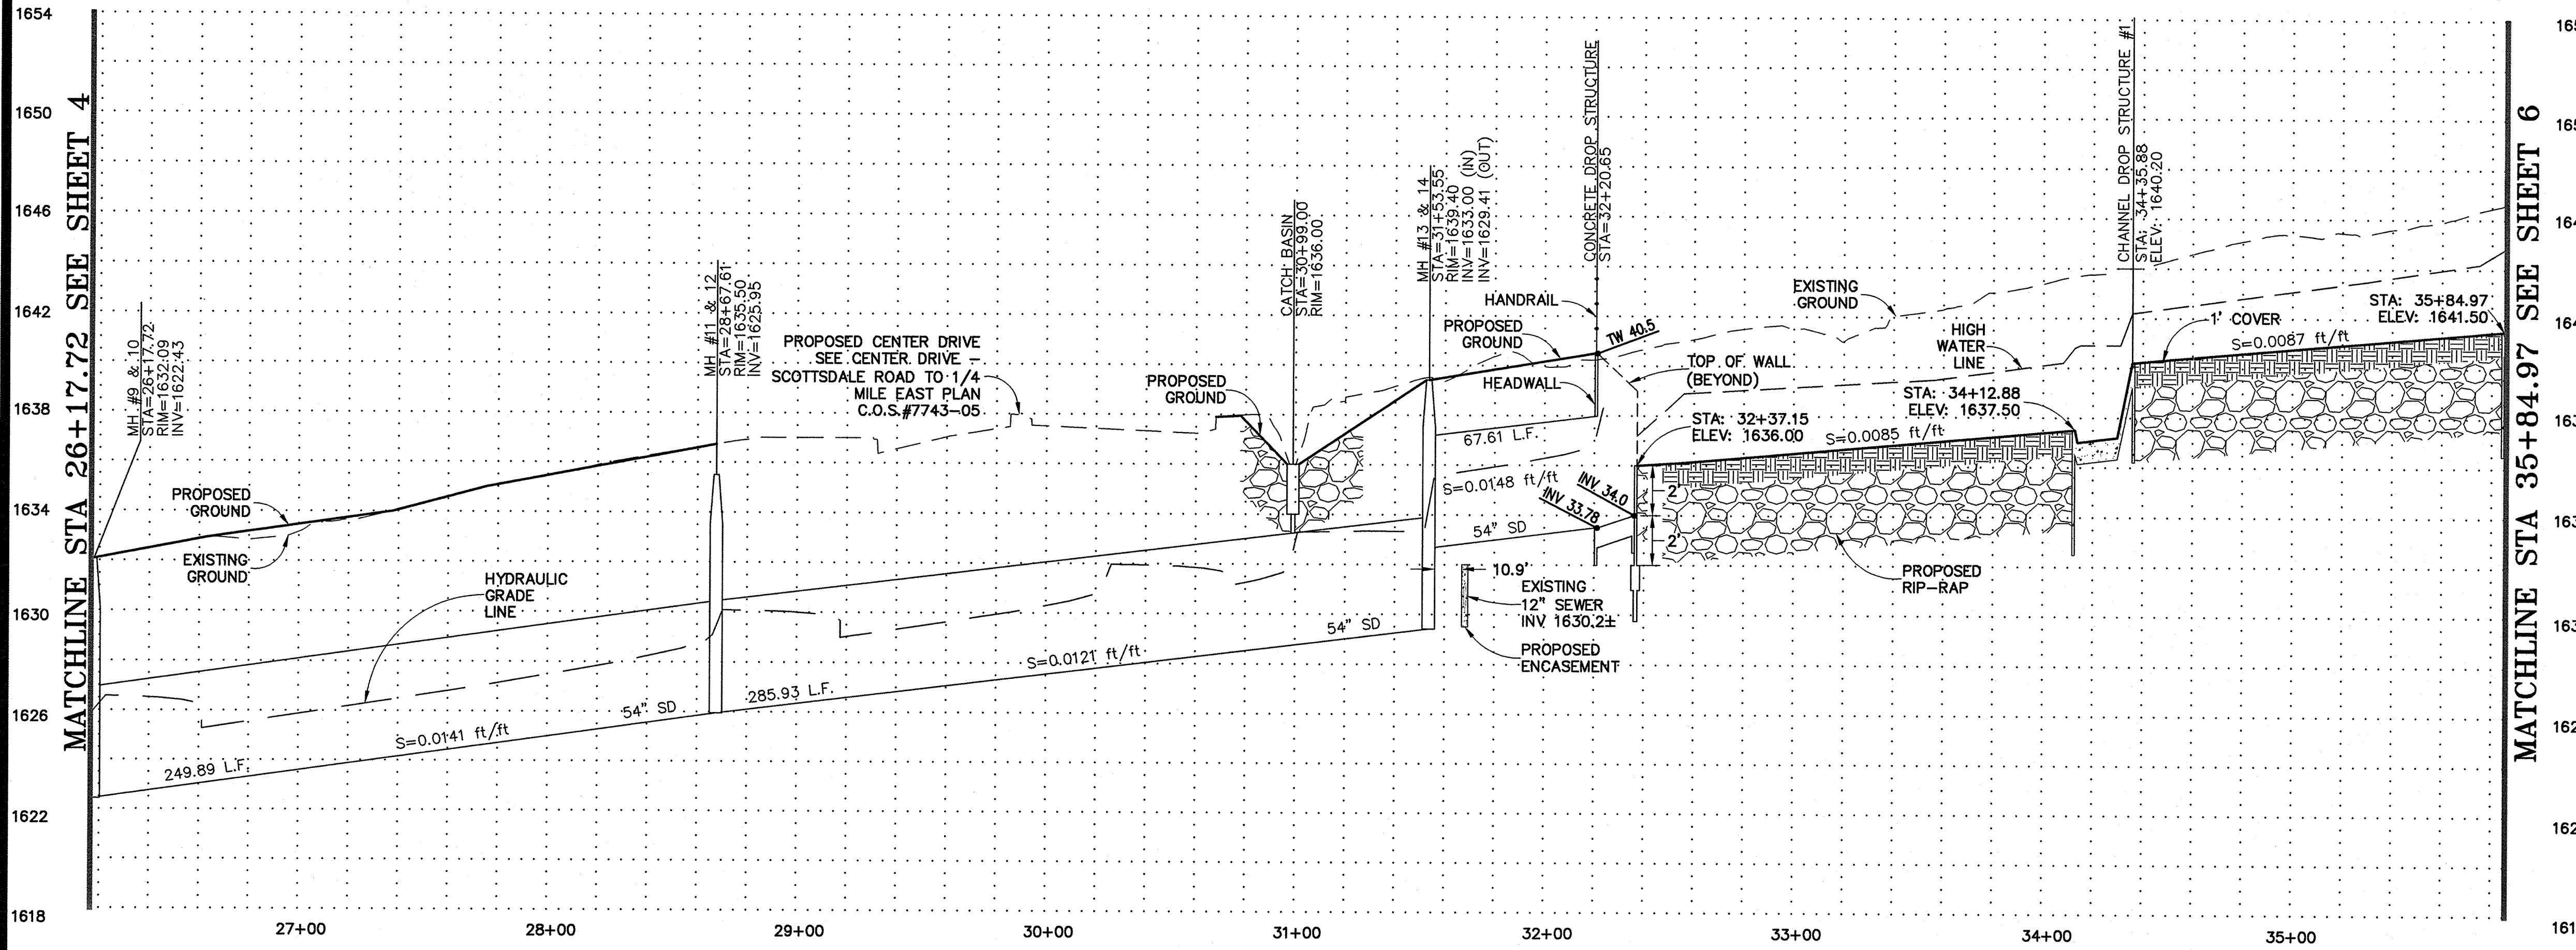 1654
1650
1646
1642
1638
1634
1630
1626
1622
1618
MATCHLINE STA 26+17.72 SEE SHEET 4
MH #9 & 10
STA=26+17.72
RIM=1632.09
INV=1622.43
PROPOSED
GROUND
EXISTING
GROUND
HYDRAULIC
GRADE
LINE
249.89 L.F.
S=0.0141 ft/ft
54" SD
MH #11 & 12
STA=28+67.61
RIM=1635.50
INV=1625.95
PROPOSED CENTER DRIVE
SEE CENTER DRIVE –
SCOTTSDALE ROAD TO 1/4
MILE EAST PLAN
C.O.S.#7743-05
285.93 L.F.
S=0.0121 ft/ft
54" SD
PROPOSED
GROUND
CATCH BASIN
STA=30+99.00
RIM=1636.00
MH #13 & 14
STA=31+53.55
RIM=1639.40
INV=1633.00 (IN)
INV=1629.41 (OUT)
HANDRAIL
PROPOSED
GROUND
HEADWALL
CONCRETE DROP STRUCTURE
STA=32+20.65
TW 40.5
TOP OF WALL
(BEYOND)
67.61 L.F.
S=0.0148 ft/ft
INV 34.0
INV 33.78
54" SD
10.9'
EXISTING
12" SEWER
INV 1630.2±
PROPOSED
ENCASEMENT
2'
2'
STA: 32+37.15
ELEV: 1636.00
S=0.0085 ft/ft
EXISTING
GROUND
HIGH
WATER
LINE
STA: 34+12.88
ELEV: 1637.50
PROPOSED
RIP-RAP
CHANNEL DROP STRUCTURE #1
STA: 34+35.88
ELEV: 1640.20
1' COVER
S=0.0087 ft/ft
STA: 35+84.97
ELEV: 1641.50
MATCHLINE STA 35+84.97 SEE SHEET 6
27+00
28+00
29+00
30+00
31+00
32+00
33+00
34+00
35+00